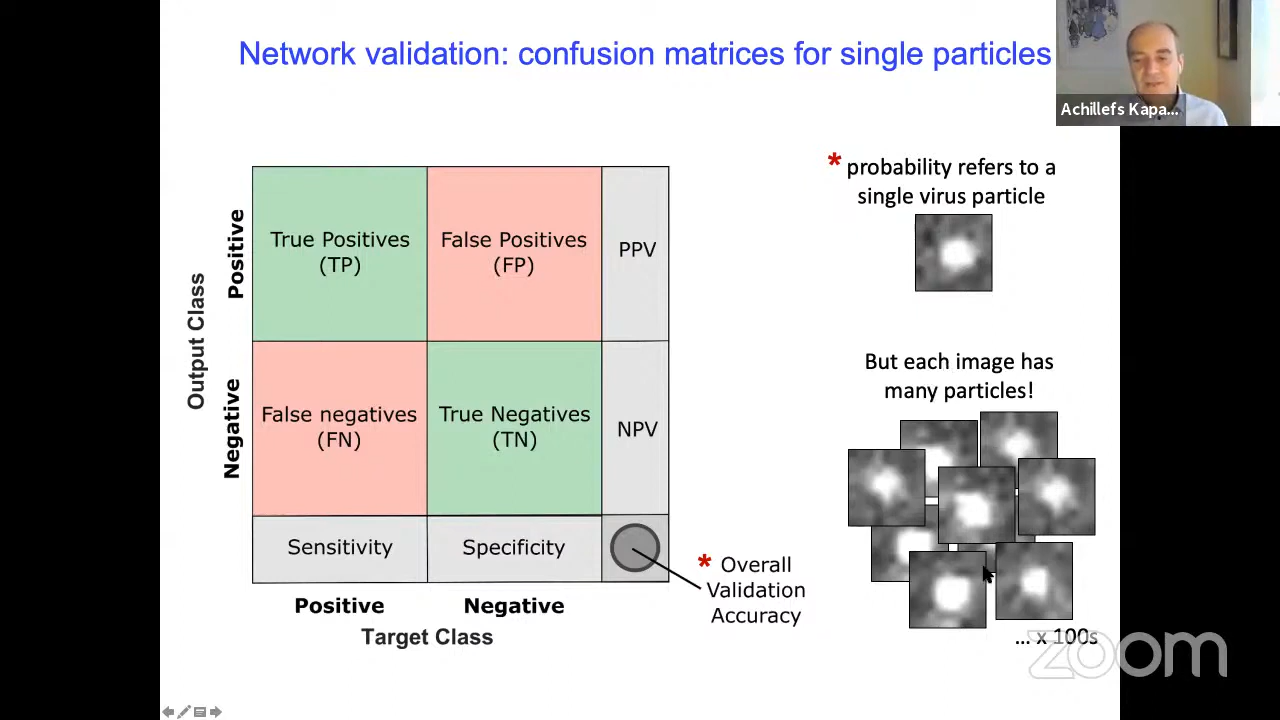 Network validation: confusion matrices for single particles
Achillefs Kapa...
* probability refers to a
single virus particle
Output Class
Positive
Negative
True Positives
(TP)
False Positives
(FP)
PPV
False negatives
(FN)
True Negatives
(TN)
NPV
Sensitivity
Specificity
* Overall
Validation
Accuracy
Positive
Negative
Target Class
But each image has
many particles!
... x 100s
zoom